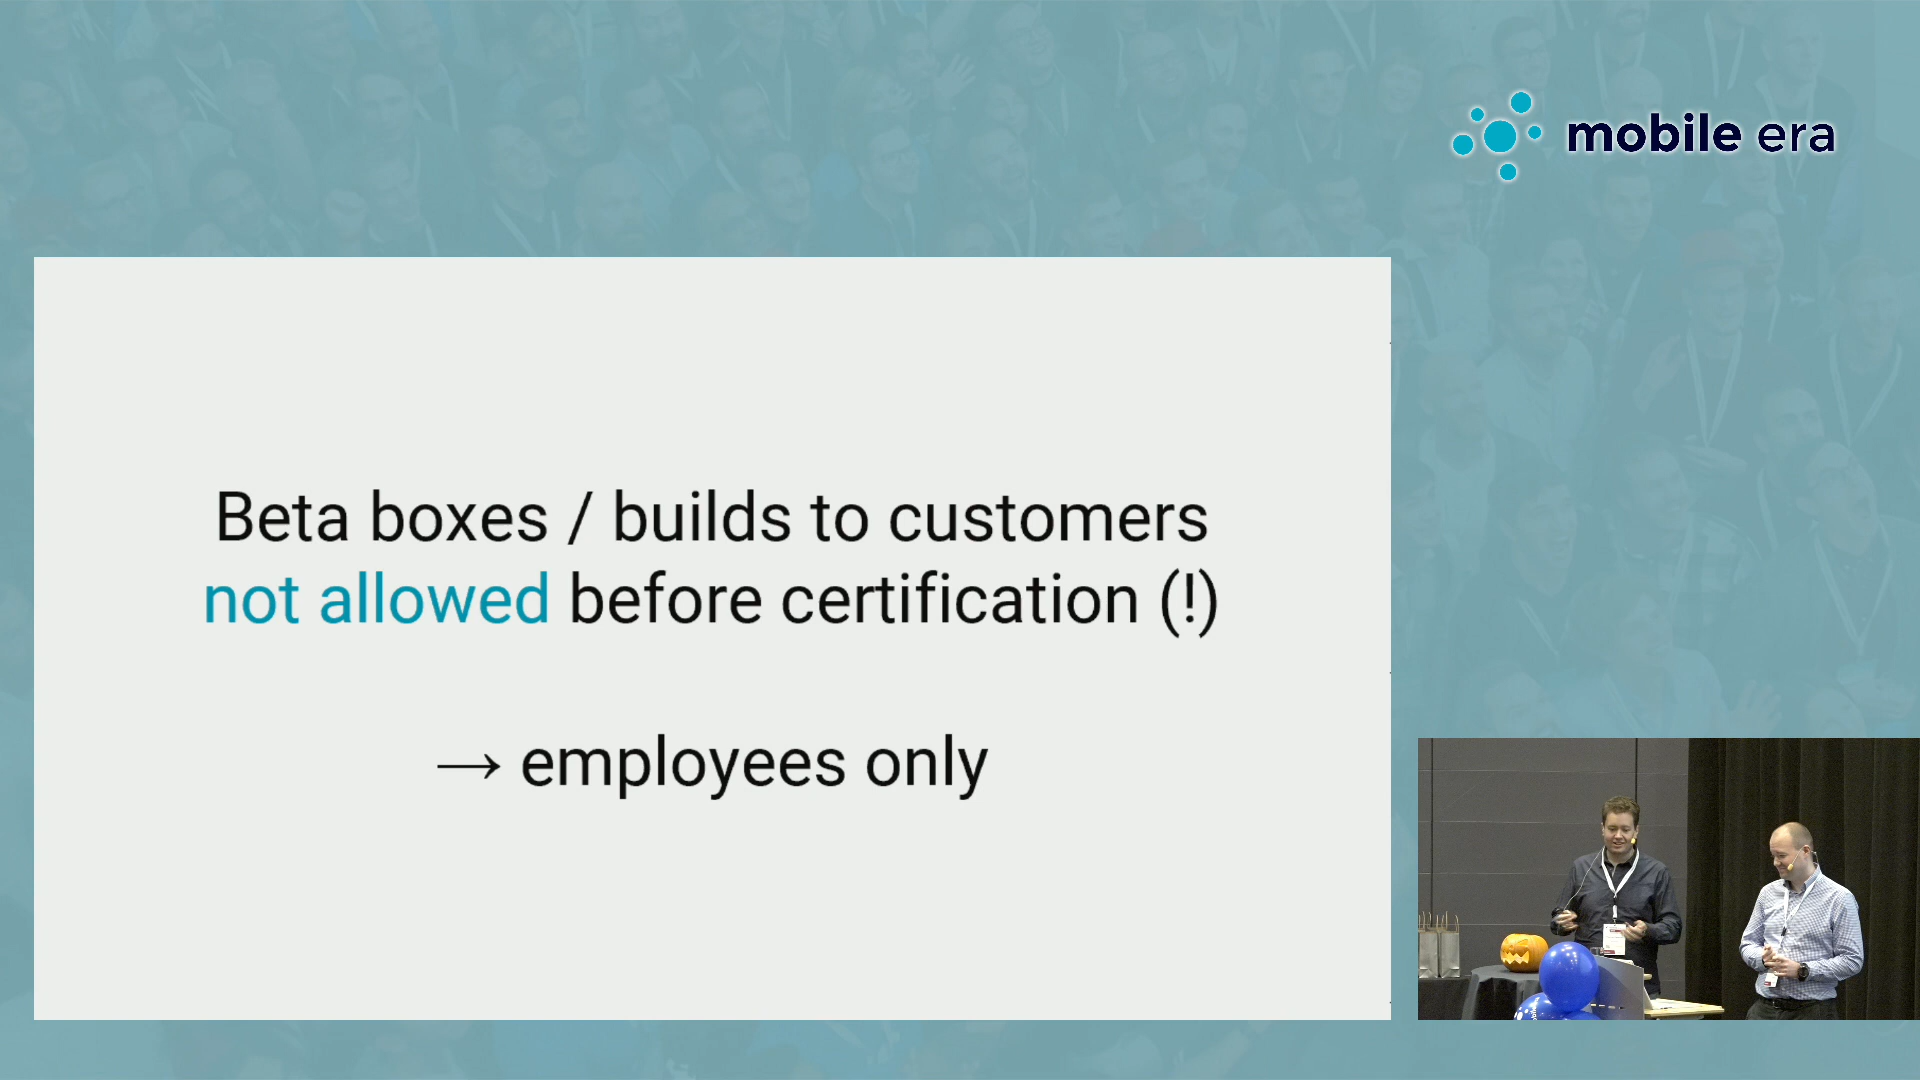 mobile era
Beta boxes / builds to customers
not allowed before certification (!)
→ employees only